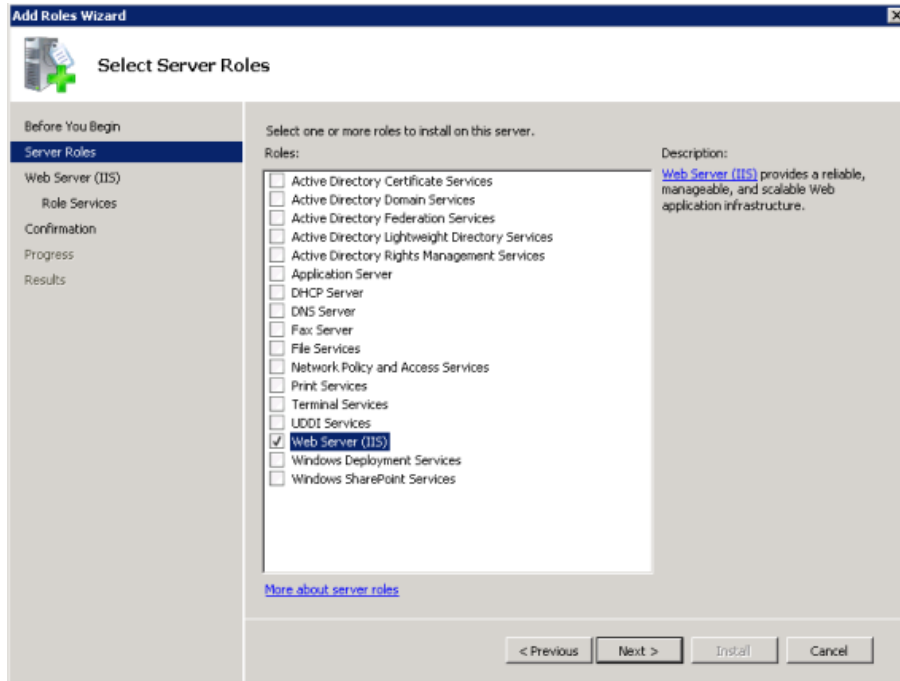 Add Roles Wizard
Select Server Roles
Before You Begin
Server Roles
Web Server (IIS)
Role Services
Confirmation
Progress
Results
Select one or more roles to install on this server.
Roles:
Active Directory Certificate Services
Active Directory Domain Services
Active Directory Federation Services
Active Directory Lightweight Directory Services
Active Directory Rights Management Services
Application Server
DHCP Server
DNS Server
Fax Server
File Services
Network Policy and Access Services
Print Services
Terminal Services
UDDI Services
Web Server (IIS)
Windows Deployment Services
Windows SharePoint Services
More about server roles
Description:
Web Server (IIS) provides a reliable,
manageable, and scalable Web
application infrastructure.
< Previous
Next >
Install
Cancel